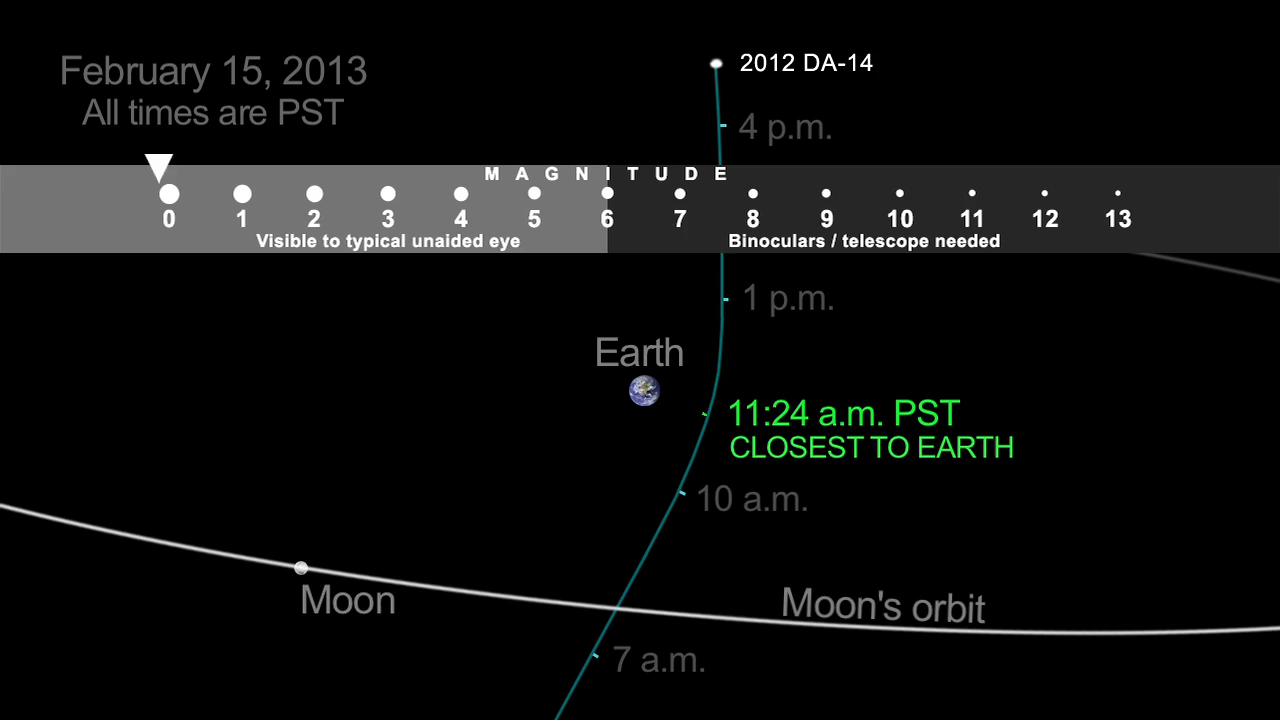 February 15, 2013
All times are PST
2012 DA-14
4 p.m.
MAGNITUDE
0 1 2 3 4 5 6 7 8 9 10 11 12 13
Visible to typical unaided eye
Binoculars / telescope needed
1 p.m.
Earth
11:24 a.m. PST
CLOSEST TO EARTH
10 a.m.
Moon
Moon's orbit
7 a.m.